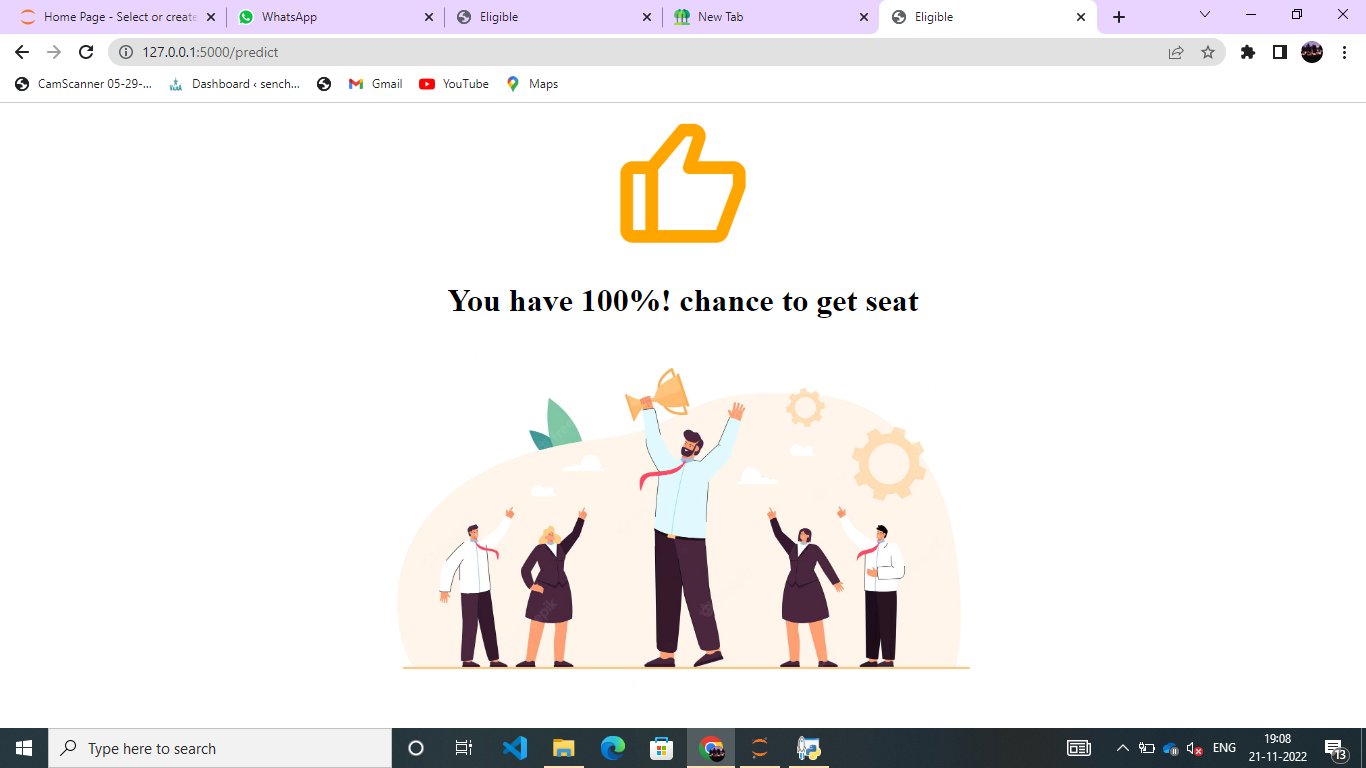 Home Page - Select or create
WhatsApp
Eligible
New Tab
Eligible
127.0.0.1:5000/predict
CamScanner 05-29-...
Dashboard ‹ sench...
Gmail
YouTube
Maps
You have 100%! chance to get seat
Type here to search
ENG
19:08
21-11-2022
13